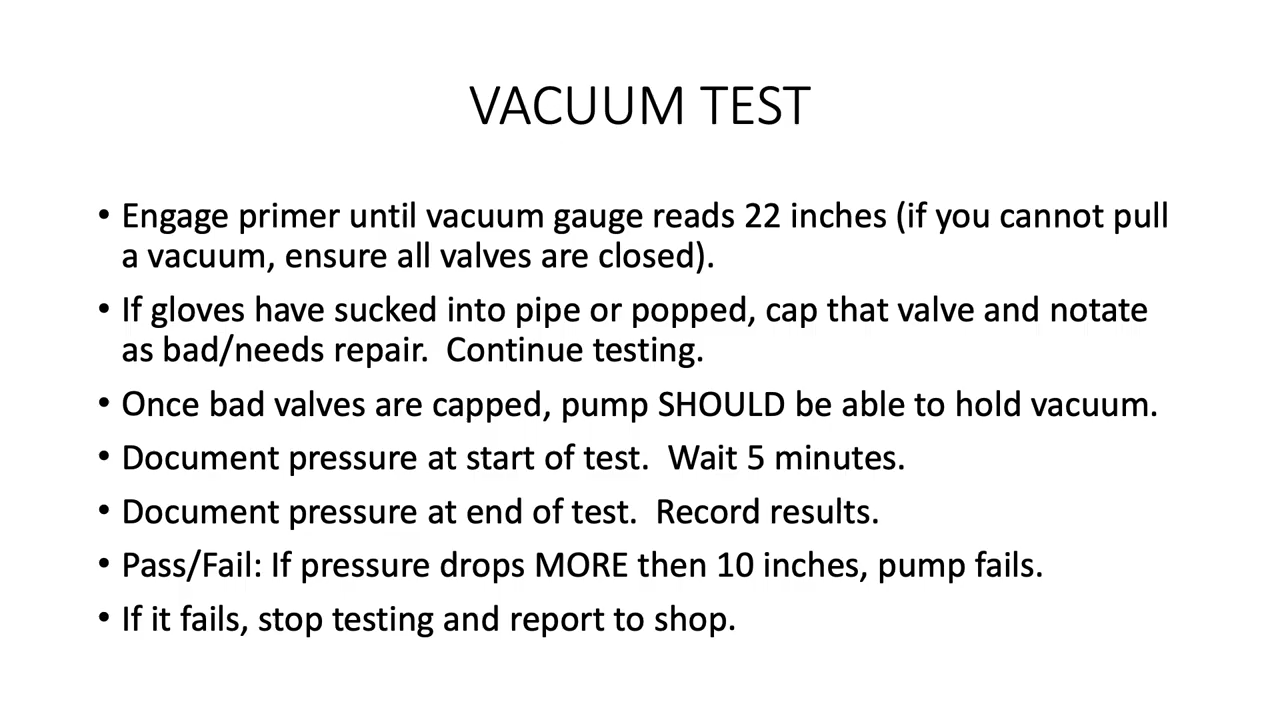 VACUUM TEST
• Engage primer until vacuum gauge reads 22 inches (if you cannot pull
a vacuum, ensure all valves are closed).
• If gloves have sucked into pipe or popped, cap that valve and notate
as bad/needs repair.  Continue testing.
• Once bad valves are capped, pump SHOULD be able to hold vacuum.
• Document pressure at start of test.  Wait 5 minutes.
• Document pressure at end of test.  Record results.
• Pass/Fail: If pressure drops MORE then 10 inches, pump fails.
• If it fails, stop testing and report to shop.